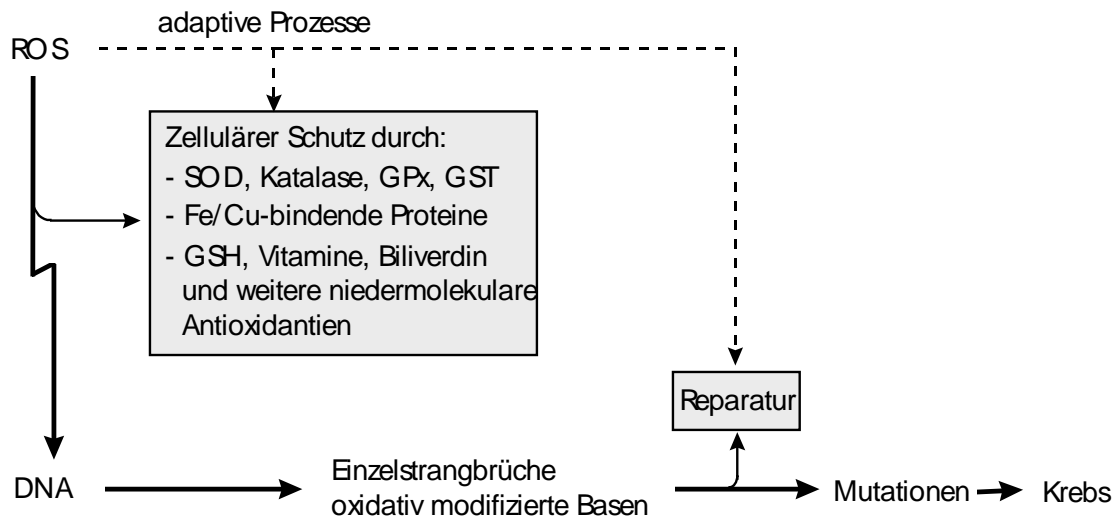 adaptive Prozesse
ROS
Zellulärer Schutz durch:
- SOD, Katalase, GPx, GST
- Fe/Cu-bindende Proteine
- GSH, Vitamine, Biliverdin
und weitere niedermolekulare
Antioxidantien
Reparatur
DNA
Einzelstrangbrüche
oxidativ modifizierte Basen
Mutationen
Krebs